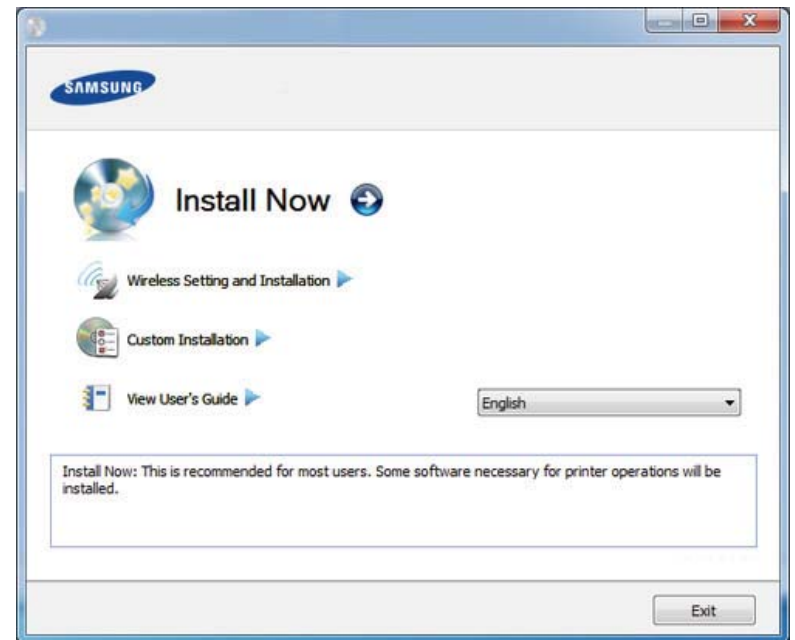 SAMSUNG
Install Now
Wireless Setting and Installation
Custom Installation
View User's Guide
English
Install Now: This is recommended for most users. Some software necessary for printer operations will be
installed.
Exit